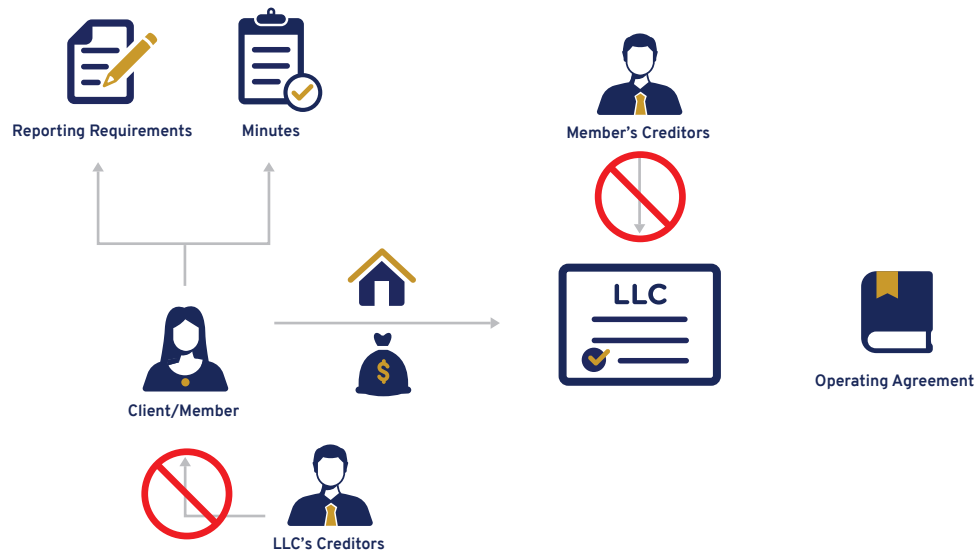 Reporting Requirements
Minutes
Member's Creditors
LLC
$
Operating Agreement
Client/Member
LLC's Creditors